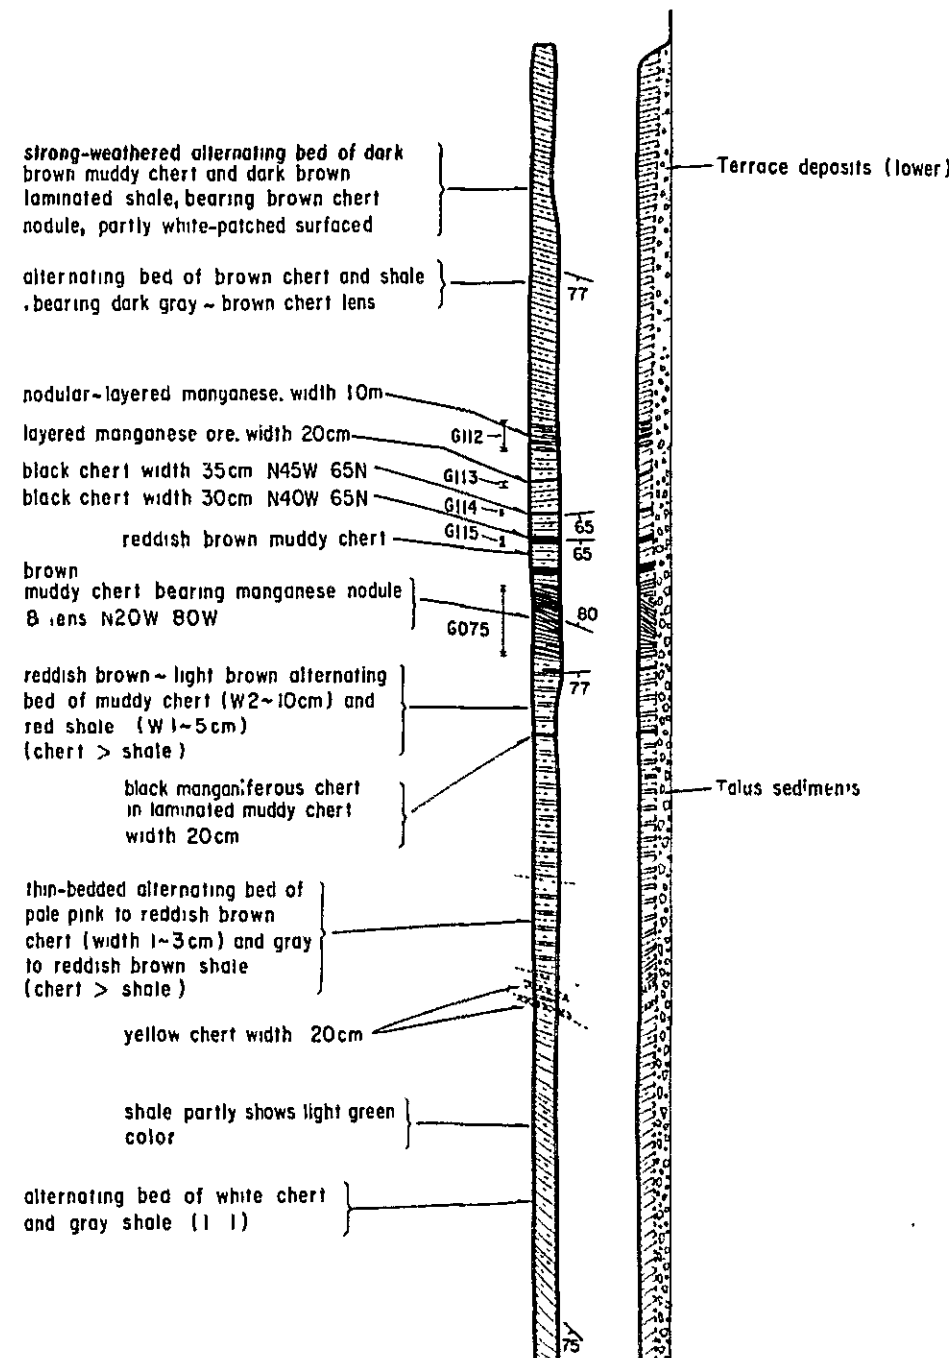 strong-weathered alternating bed of dark
brown muddy chert and dark brown
laminated shale, bearing brown chert
nodule, partly white-patched surfaced
Terrace deposits (lower)
alternating bed of brown chert and shale
, bearing dark gray ~ brown chert lens
77
nodular~layered manganese. width 10m
G112
layered manganese ore. width 20cm
G113
black chert width 35cm N45W 65N
G114
65
black chert width 30cm N40W 65N
G115
65
reddish brown muddy chert
brown
muddy chert bearing manganese nodule
8 lens N20W 80W
80
G075
77
reddish brown ~ light brown alternating
bed of muddy chert (W2~10cm) and
red shale (W 1~5cm)
(chert > shale)
black manganiferous chert
in laminated muddy chert
width 20cm
Talus sediments
thin-bedded alternating bed of
pale pink to reddish brown
chert (width 1~3cm) and gray
to reddish brown shale
(chert > shale)
yellow chert width 20cm
shale partly shows light green
color
alternating bed of white chert
and gray shale (1 1)
75